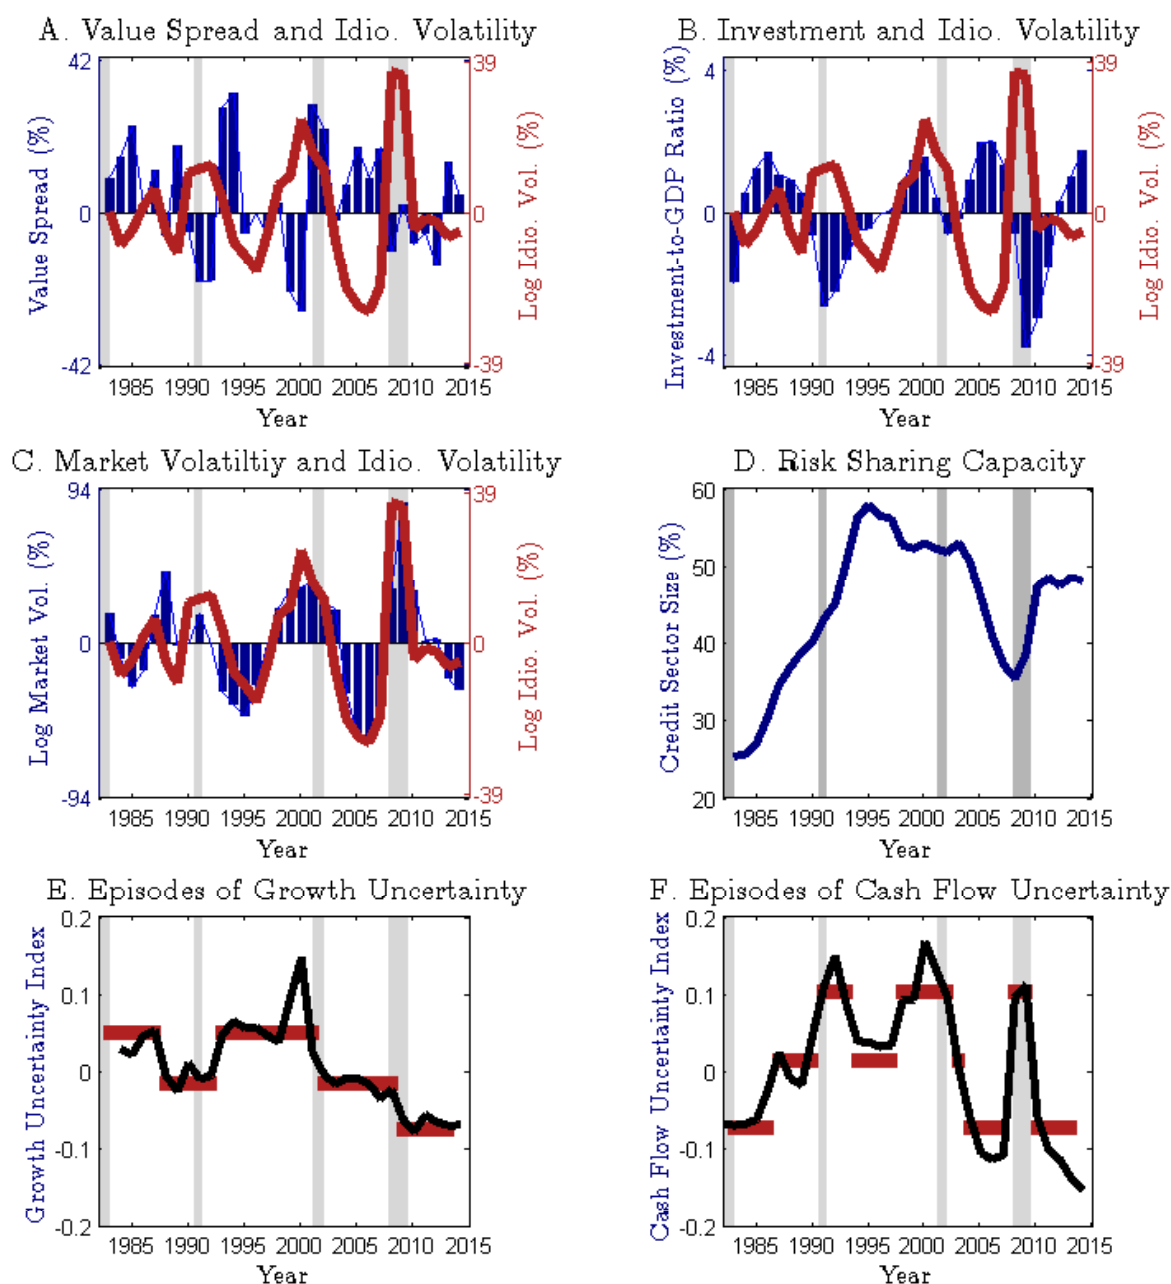 A. Value Spread and Idio. Volatility
B. Investment and Idio. Volatility
42
0
-42
Value Spread (%)
39
0
-39
Log Idio. Vol. (%)
1985 1990 1995 2000 2005 2010 2015
Year
4
0
-4
Investment-to-GDP Ratio (%)
39
0
-39
Log Idio. Vol. (%)
1985 1990 1995 2000 2005 2010 2015
Year
C. Market Volatiltiy and Idio. Volatility
D. Risk Sharing Capacity
94
0
-94
Log Market Vol. (%)
39
0
-39
Log Idio. Vol. (%)
1985 1990 1995 2000 2005 2010 2015
Year
60
50
40
30
20
Credit Sector Size (%)
1985 1990 1995 2000 2005 2010 2015
Year
E. Episodes of Growth Uncertainty
F. Episodes of Cash Flow Uncertainty
0.2
0.1
0
-0.1
-0.2
Growth Uncertainty Index
1985 1990 1995 2000 2005 2010 2015
Year
0.2
0.1
0
-0.1
-0.2
Cash Flow Uncertainty Index
1985 1990 1995 2000 2005 2010 2015
Year